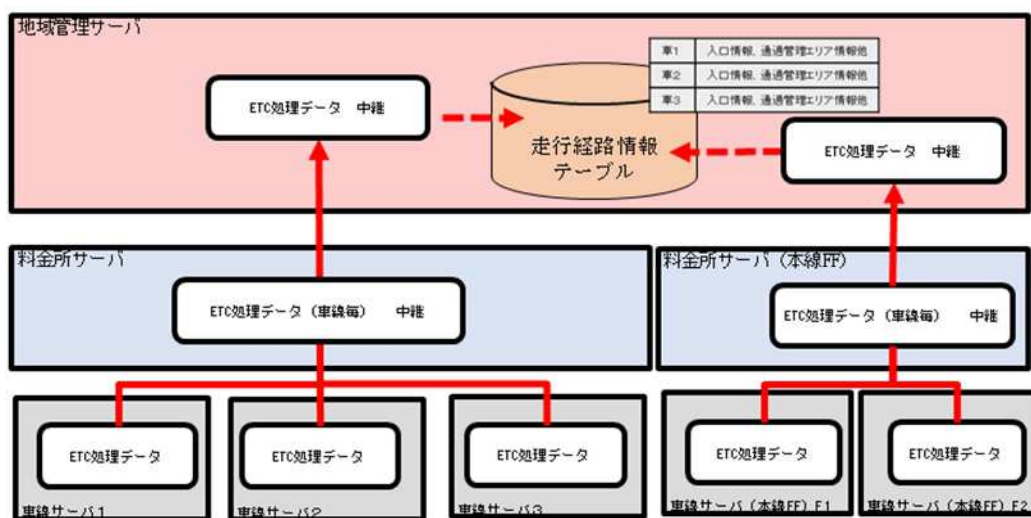 地域管理サーバ
車1 入口情報、通過管理エリア情報他
車2 入口情報、通過管理エリア情報他
車3 入口情報、通過管理エリア情報他
ETC処理データ 中継
走行経路情報
テーブル
ETC処理データ 中継
料金所サーバ
ETC処理データ（車線毎） 中継
料金所サーバ（本線FF）
ETC処理データ（車線毎） 中継
ETC処理データ
車線サーバ1
ETC処理データ
車線サーバ2
ETC処理データ
車線サーバ3
ETC処理データ
車線サーバ（本線FF）F1
ETC処理データ
車線サーバ（本線FF）F2